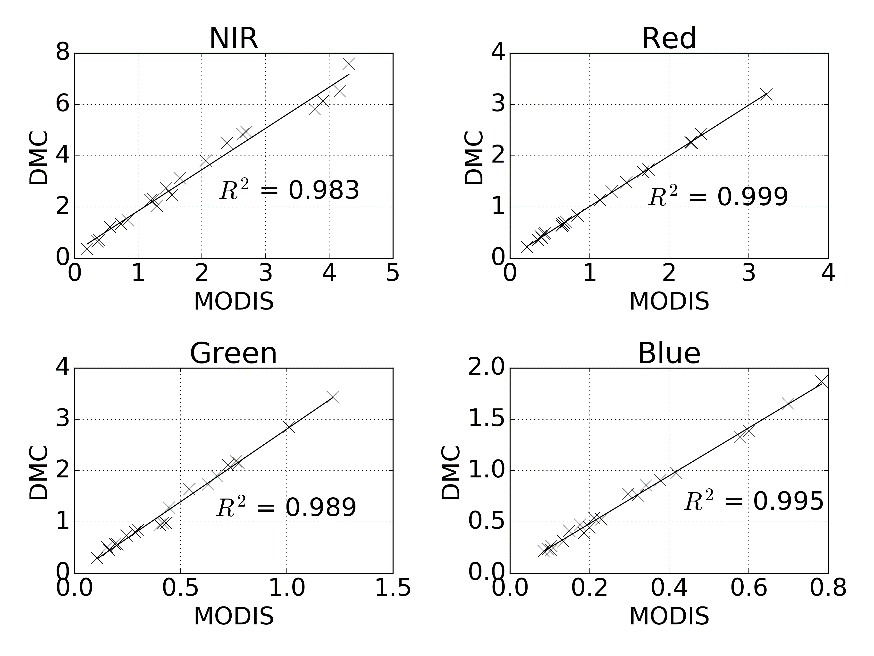 NIR
8
6
4
2
0
DMC
R² = 0.983
0 1 2 3 4 5
MODIS
Red
4
3
2
1
0
DMC
R² = 0.999
0 1 2 3 4
MODIS
Green
4
3
2
1
0
DMC
R² = 0.989
0.0 0.5 1.0 1.5
MODIS
Blue
2.0
1.5
1.0
0.5
0.0
DMC
R² = 0.995
0.0 0.2 0.4 0.6 0.8
MODIS